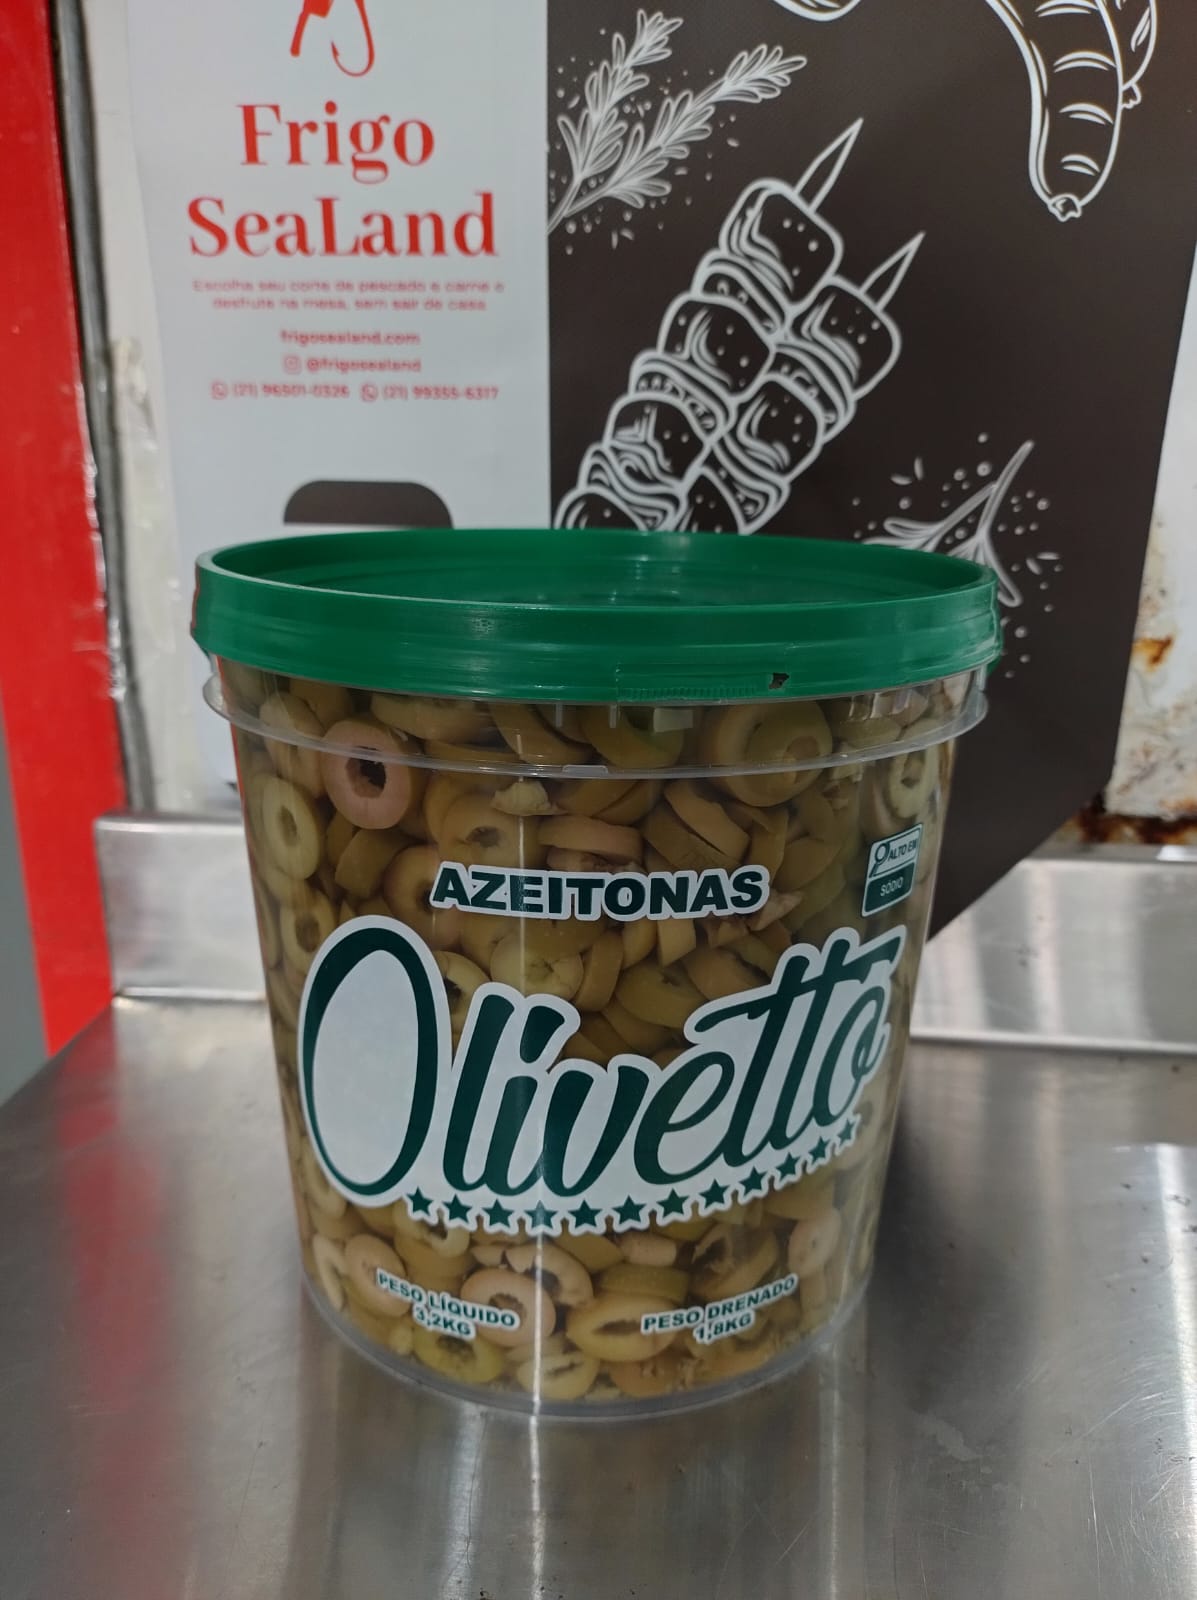 Frigo
SeaLand
Escolha seu corte de pescado e carne e
desfrute na mesa, sem sair de casa
frigosealand.com
@frigosealand
(21) 96501-0326 (21) 99355-6317
AZEITONAS
ALTO EM
SÓDIO
Olivetto
PESO LÍQUIDO
3,2KG
PESO DRENADO
1,8KG